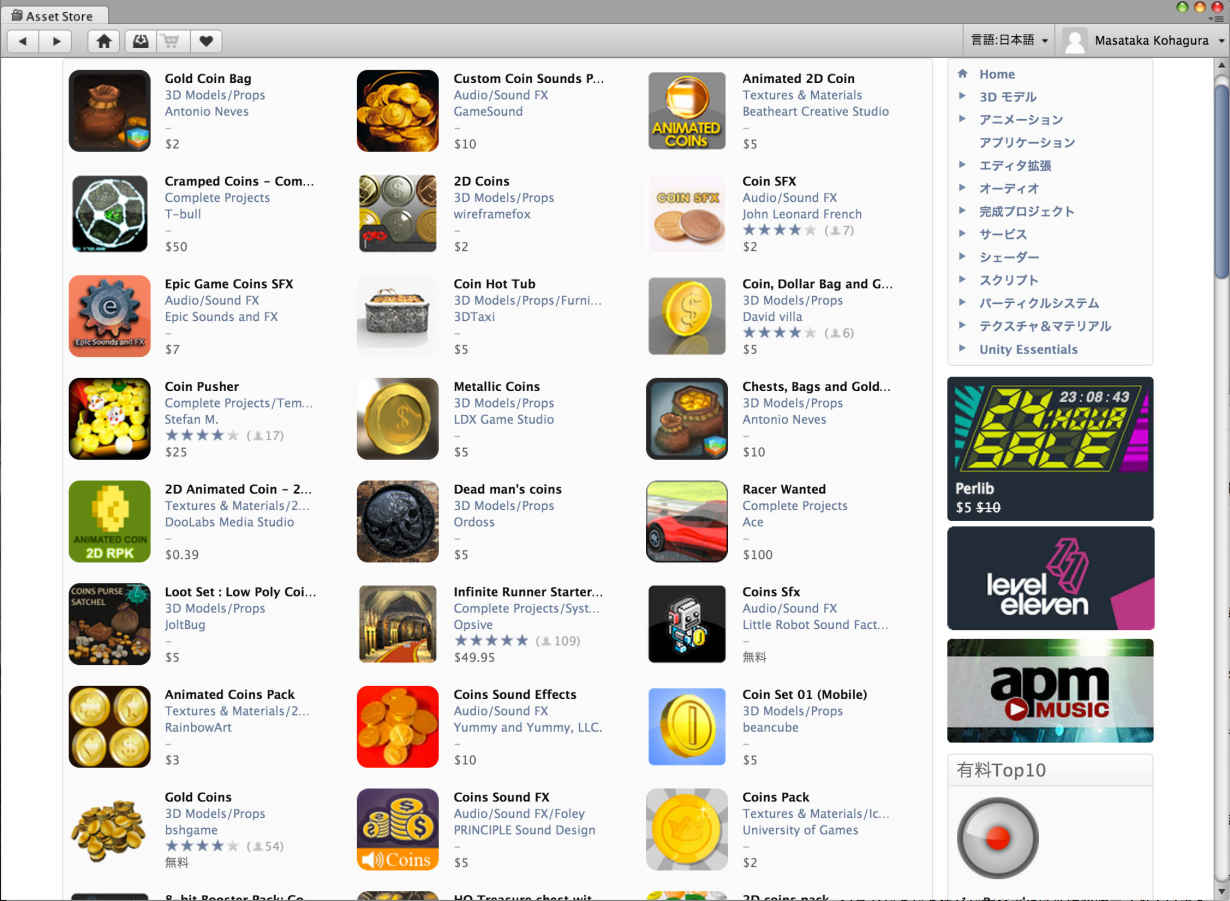 Asset Store
言語:日本語
Masataka Kohagura
Gold Coin Bag
3D Models/Props
Antonio Neves
–
$2
Custom Coin Sounds P...
Audio/Sound FX
GameSound
–
$10
ANIMATED
COINs
Animated 2D Coin
Textures & Materials
Beatheart Creative Studio
–
$5
Cramped Coins – Com...
Complete Projects
T-bull
–
$50
2D Coins
3D Models/Props
wireframefox
–
$2
COIN SFX
Coin SFX
Audio/Sound FX
John Leonard French
(7)
$2
Epic Sounds and FX
Epic Game Coins SFX
Audio/Sound FX
Epic Sounds and FX
–
$7
Coin Hot Tub
3D Models/Props/Furni...
3DTaxi
–
$5
Coin, Dollar Bag and G...
3D Models/Props
David villa
(6)
$5
Coin Pusher
Complete Projects/Tem...
Stefan M.
(17)
$25
Metallic Coins
3D Models/Props
LDX Game Studio
–
$5
Chests, Bags and Gold...
3D Models/Props
Antonio Neves
–
$10
ANIMATED COIN
2D RPK
2D Animated Coin – 2...
Textures & Materials/2...
DooLabs Media Studio
–
$0.39
Dead man's coins
3D Models/Props
Ordoss
–
$5
Racer Wanted
Complete Projects
Ace
–
$100
COINS PURSE
SATCHEL
Loot Set : Low Poly Coi...
3D Models/Props
JoltBug
–
$5
Infinite Runner Starter...
Complete Projects/Syst...
Opsive
(109)
$49.95
Coins Sfx
Audio/Sound FX
Little Robot Sound Fact...
–
無料
Animated Coins Pack
Textures & Materials/2...
RainbowArt
–
$3
Coins Sound Effects
Audio/Sound FX
Yummy and Yummy, LLC.
–
$10
Coin Set 01 (Mobile)
3D Models/Props
beancube
–
$5
Gold Coins
3D Models/Props
bshgame
(54)
無料
Coins
Coins Sound FX
Audio/Sound FX/Foley
PRINCIPLE Sound Design
–
$5
Coins Pack
Textures & Materials/Ic...
University of Games
–
$2
8-bit Booster Pack: Co...
HQ Treasure chest wit...
2D coins pack
Home
3D モデル
アニメーション
アプリケーション
エディタ拡張
オーディオ
完成プロジェクト
サービス
シェーダー
スクリプト
パーティクルシステム
テクスチャ＆マテリアル
Unity Essentials
23:08:43
24 HOUR
SALE
Perlib
$5 $10
level
eleven
apm
MUSIC
有料Top10